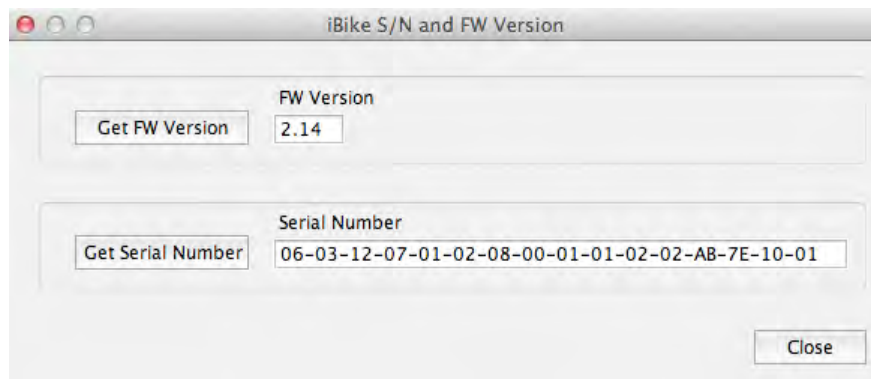 iBike S/N and FW Version
FW Version
Get FW Version 2.14
Serial Number
Get Serial Number 06-03-12-07-01-02-08-00-01-01-02-02-AB-7E-10-01
Close